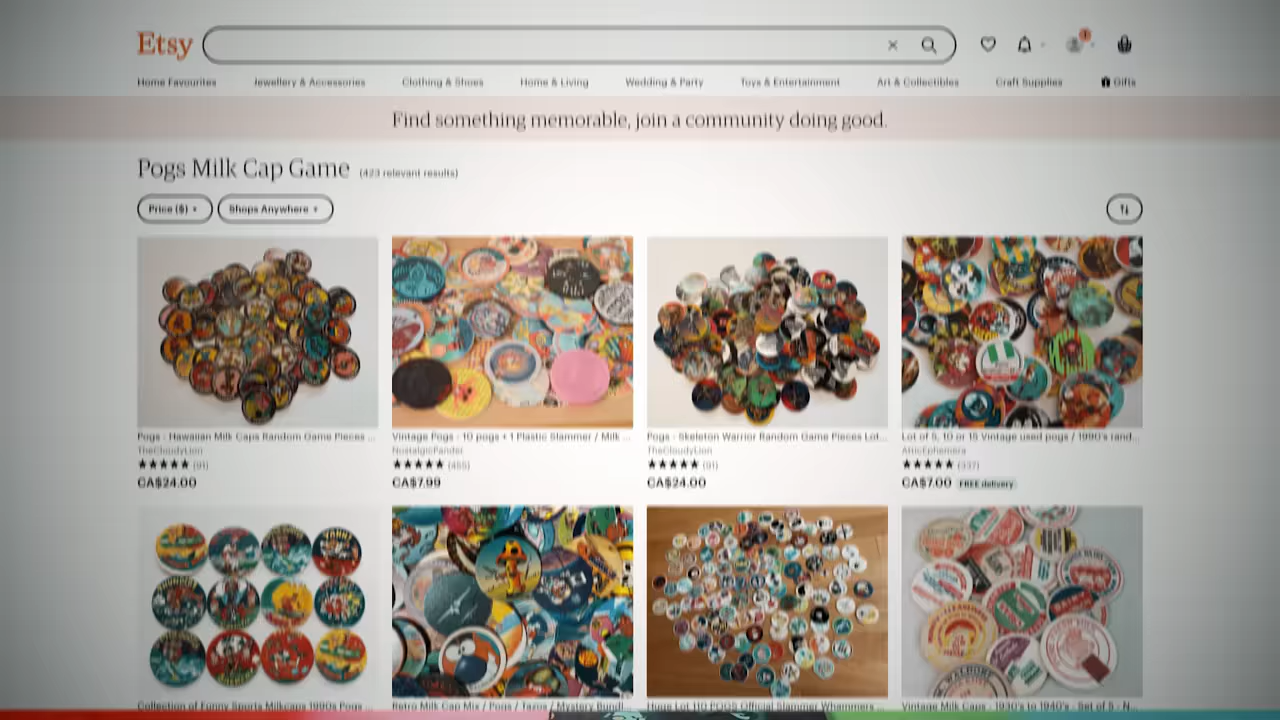 Etsy
Home Favourites Jewellery & Accessories Clothing & Shoes Home & Living Wedding & Party Toys & Entertainment Art & Collectibles Craft Supplies Gifts
Find something memorable, join a community doing good.
Pogs Milk Cap Game (423 relevant results)
Price ($) Shops Anywhere
Pogs - Hawaiian Milk Caps Random Game Pieces ... Vintage Pogs - 10 pogs + 1 Plastic Slammer / Milk ... Pogs - Skeleton Warrior Random Game Pieces Lot... Lot of 5, 10 or 15 Vintage used pogs / 1990's rand...
TheCloudyLion NostalgicPandas TheCloudyLion AtticEphemera
(91) (455) (91) (337)
CA$24.00 CA$7.99 CA$24.00 CA$7.00 FREE delivery
Collection of Funny Sports Milkcaps 1990s Pogs ... Retro Milk Cap Mix / Pogs / Tazos / Mystery Bundl... Huge Lot 110 POGS Official Slammer Whammers... Vintage Milk Caps - 1930's to 1940's - Set of 5 - N...